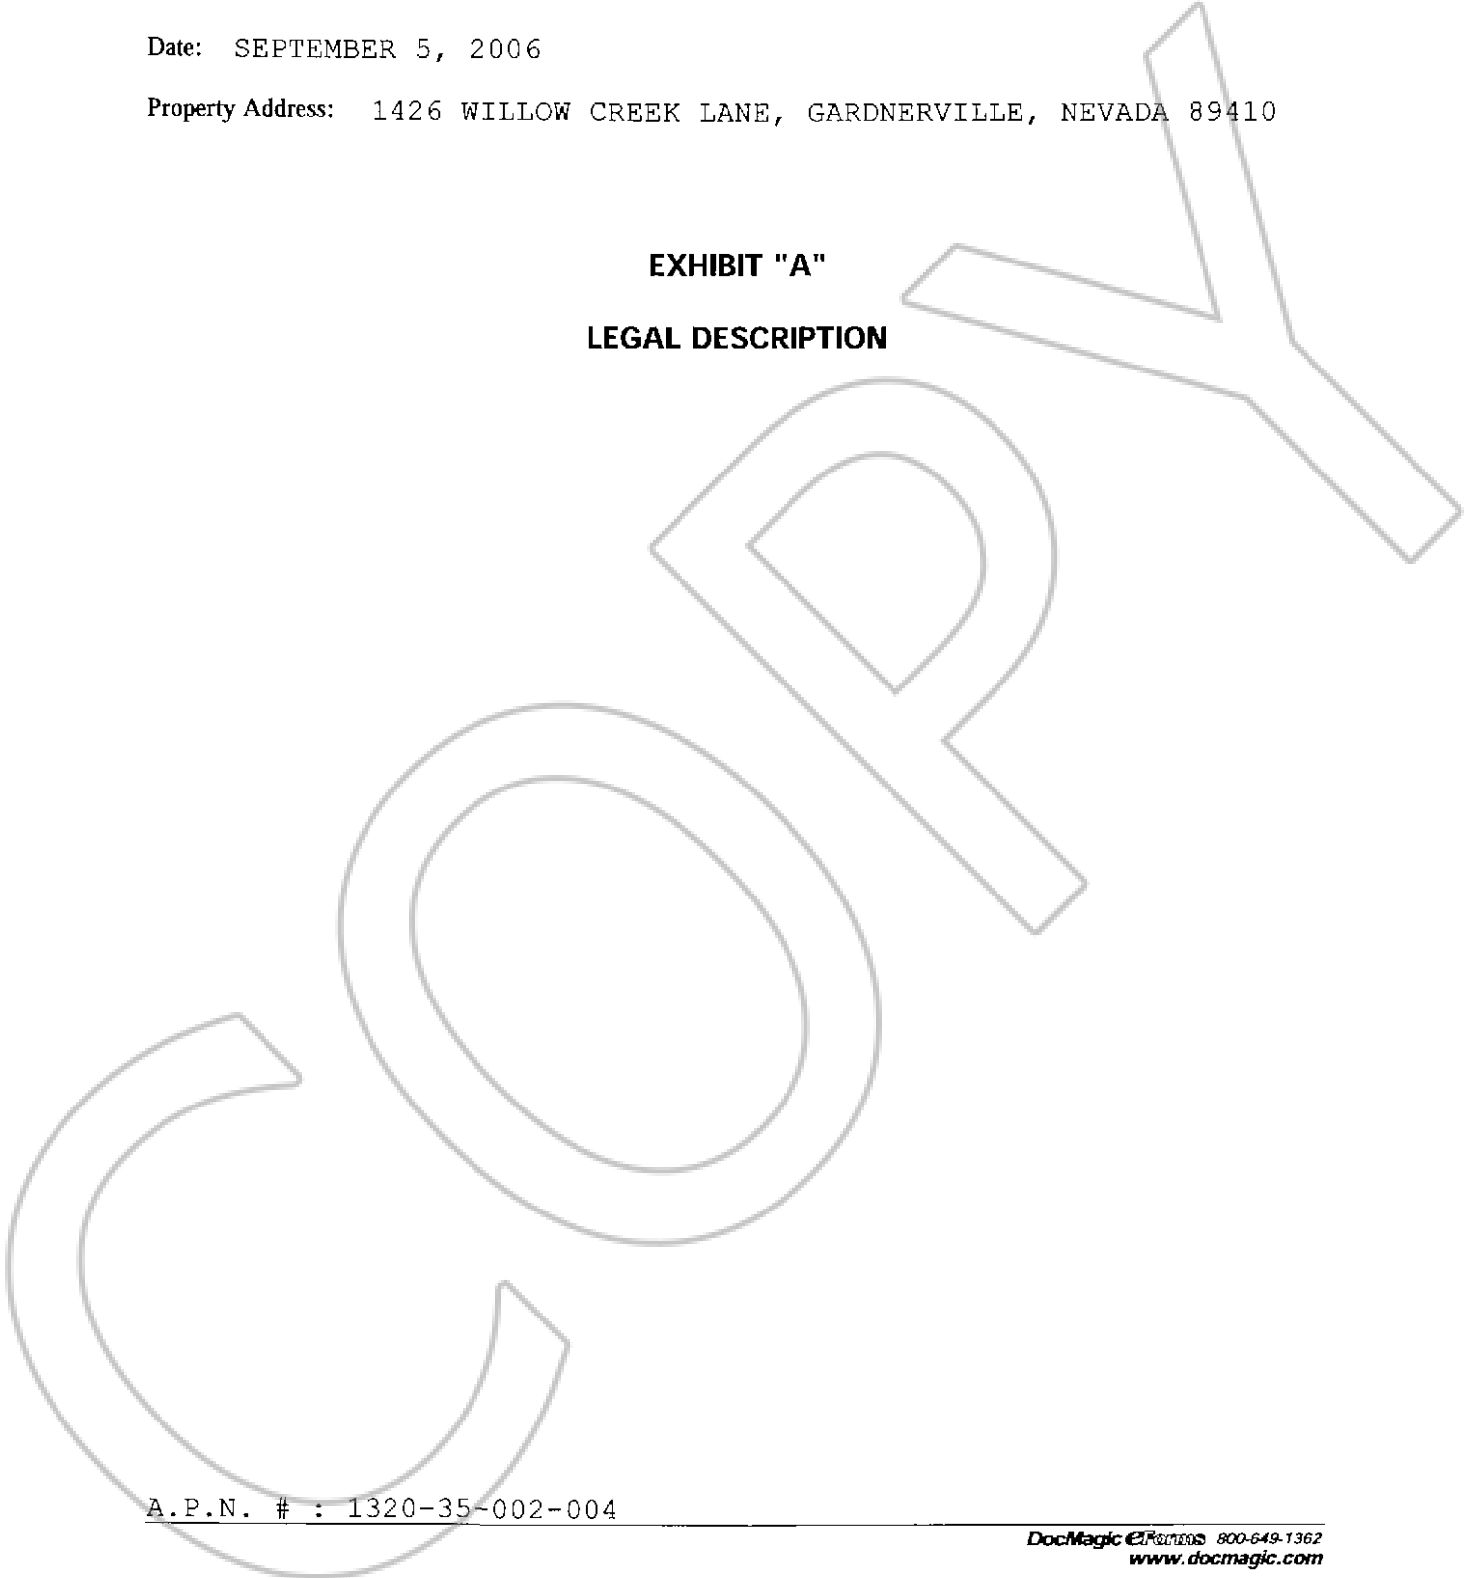 Date: SEPTEMBER 5, 2006
Property Address: 1426 WILLOW CREEK LANE, GARDNERVILLE, NEVADA 89410
EXHIBIT "A"
LEGAL DESCRIPTION
COPY
A.P.N. # : 1320-35-002-004
DocMagic eForms 800-649-1362
www.docmagic.com